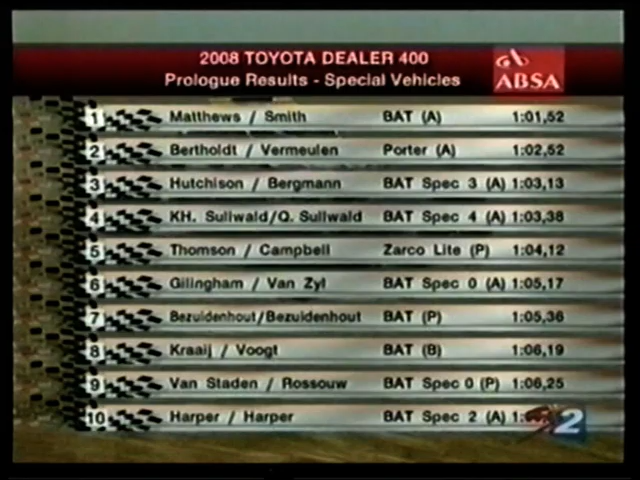 2008 TOYOTA DEALER 400
Prologue Results - Special Vehicles
ABSA
1 Matthews / Smith BAT (A) 1:01,52
2 Bertholdt / Vermeulen Porter (A) 1:02,52
3 Hutchison / Bergmann BAT Spec 3 (A) 1:03,13
4 KH. Sullwald/Q. Sullwald BAT Spec 4 (A) 1:03,38
5 Thomson / Campbell Zarco Lite (P) 1:04,12
6 Gilingham / Van Zyl BAT Spec 0 (A) 1:05,17
7 Bezuidenhout/Bezuidenhout BAT (P) 1:05,36
8 Kraaij / Voogt BAT (B) 1:06,19
9 Van Staden / Rossouw BAT Spec 0 (P) 1:06,25
10 Harper / Harper BAT Spec 2 (A)
2